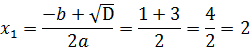 x₁ = (-b + √D)/(2a) = (1 + 3)/2 = 4/2 = 2